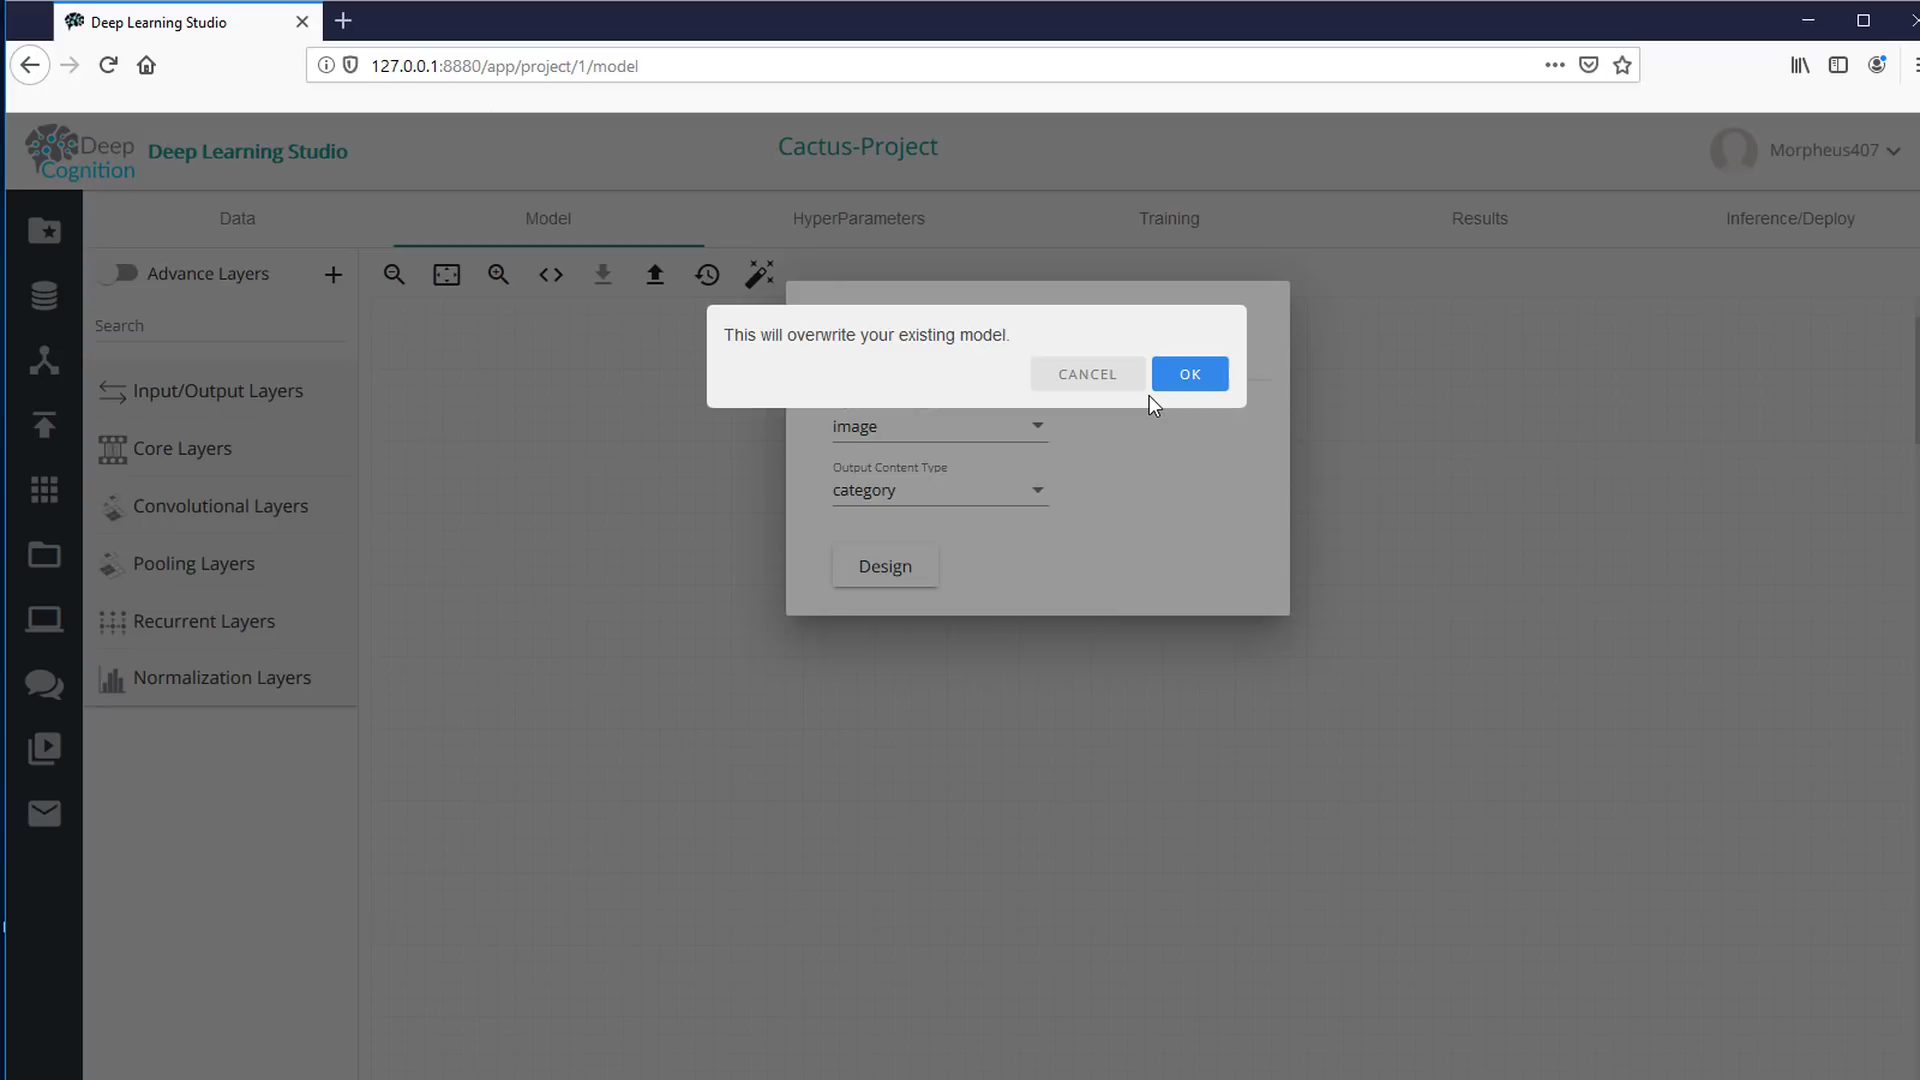 Deep Learning Studio
127.0.0.1:8880/app/project/1/model
Deep
Cognition
Deep Learning Studio
Cactus-Project
Morpheus407
Data
Model
HyperParameters
Training
Results
Inference/Deploy
Advance Layers
Search
Input/Output Layers
Core Layers
Convolutional Layers
Pooling Layers
Recurrent Layers
Normalization Layers
This will overwrite your existing model.
CANCEL
OK
image
Output Content Type
category
Design